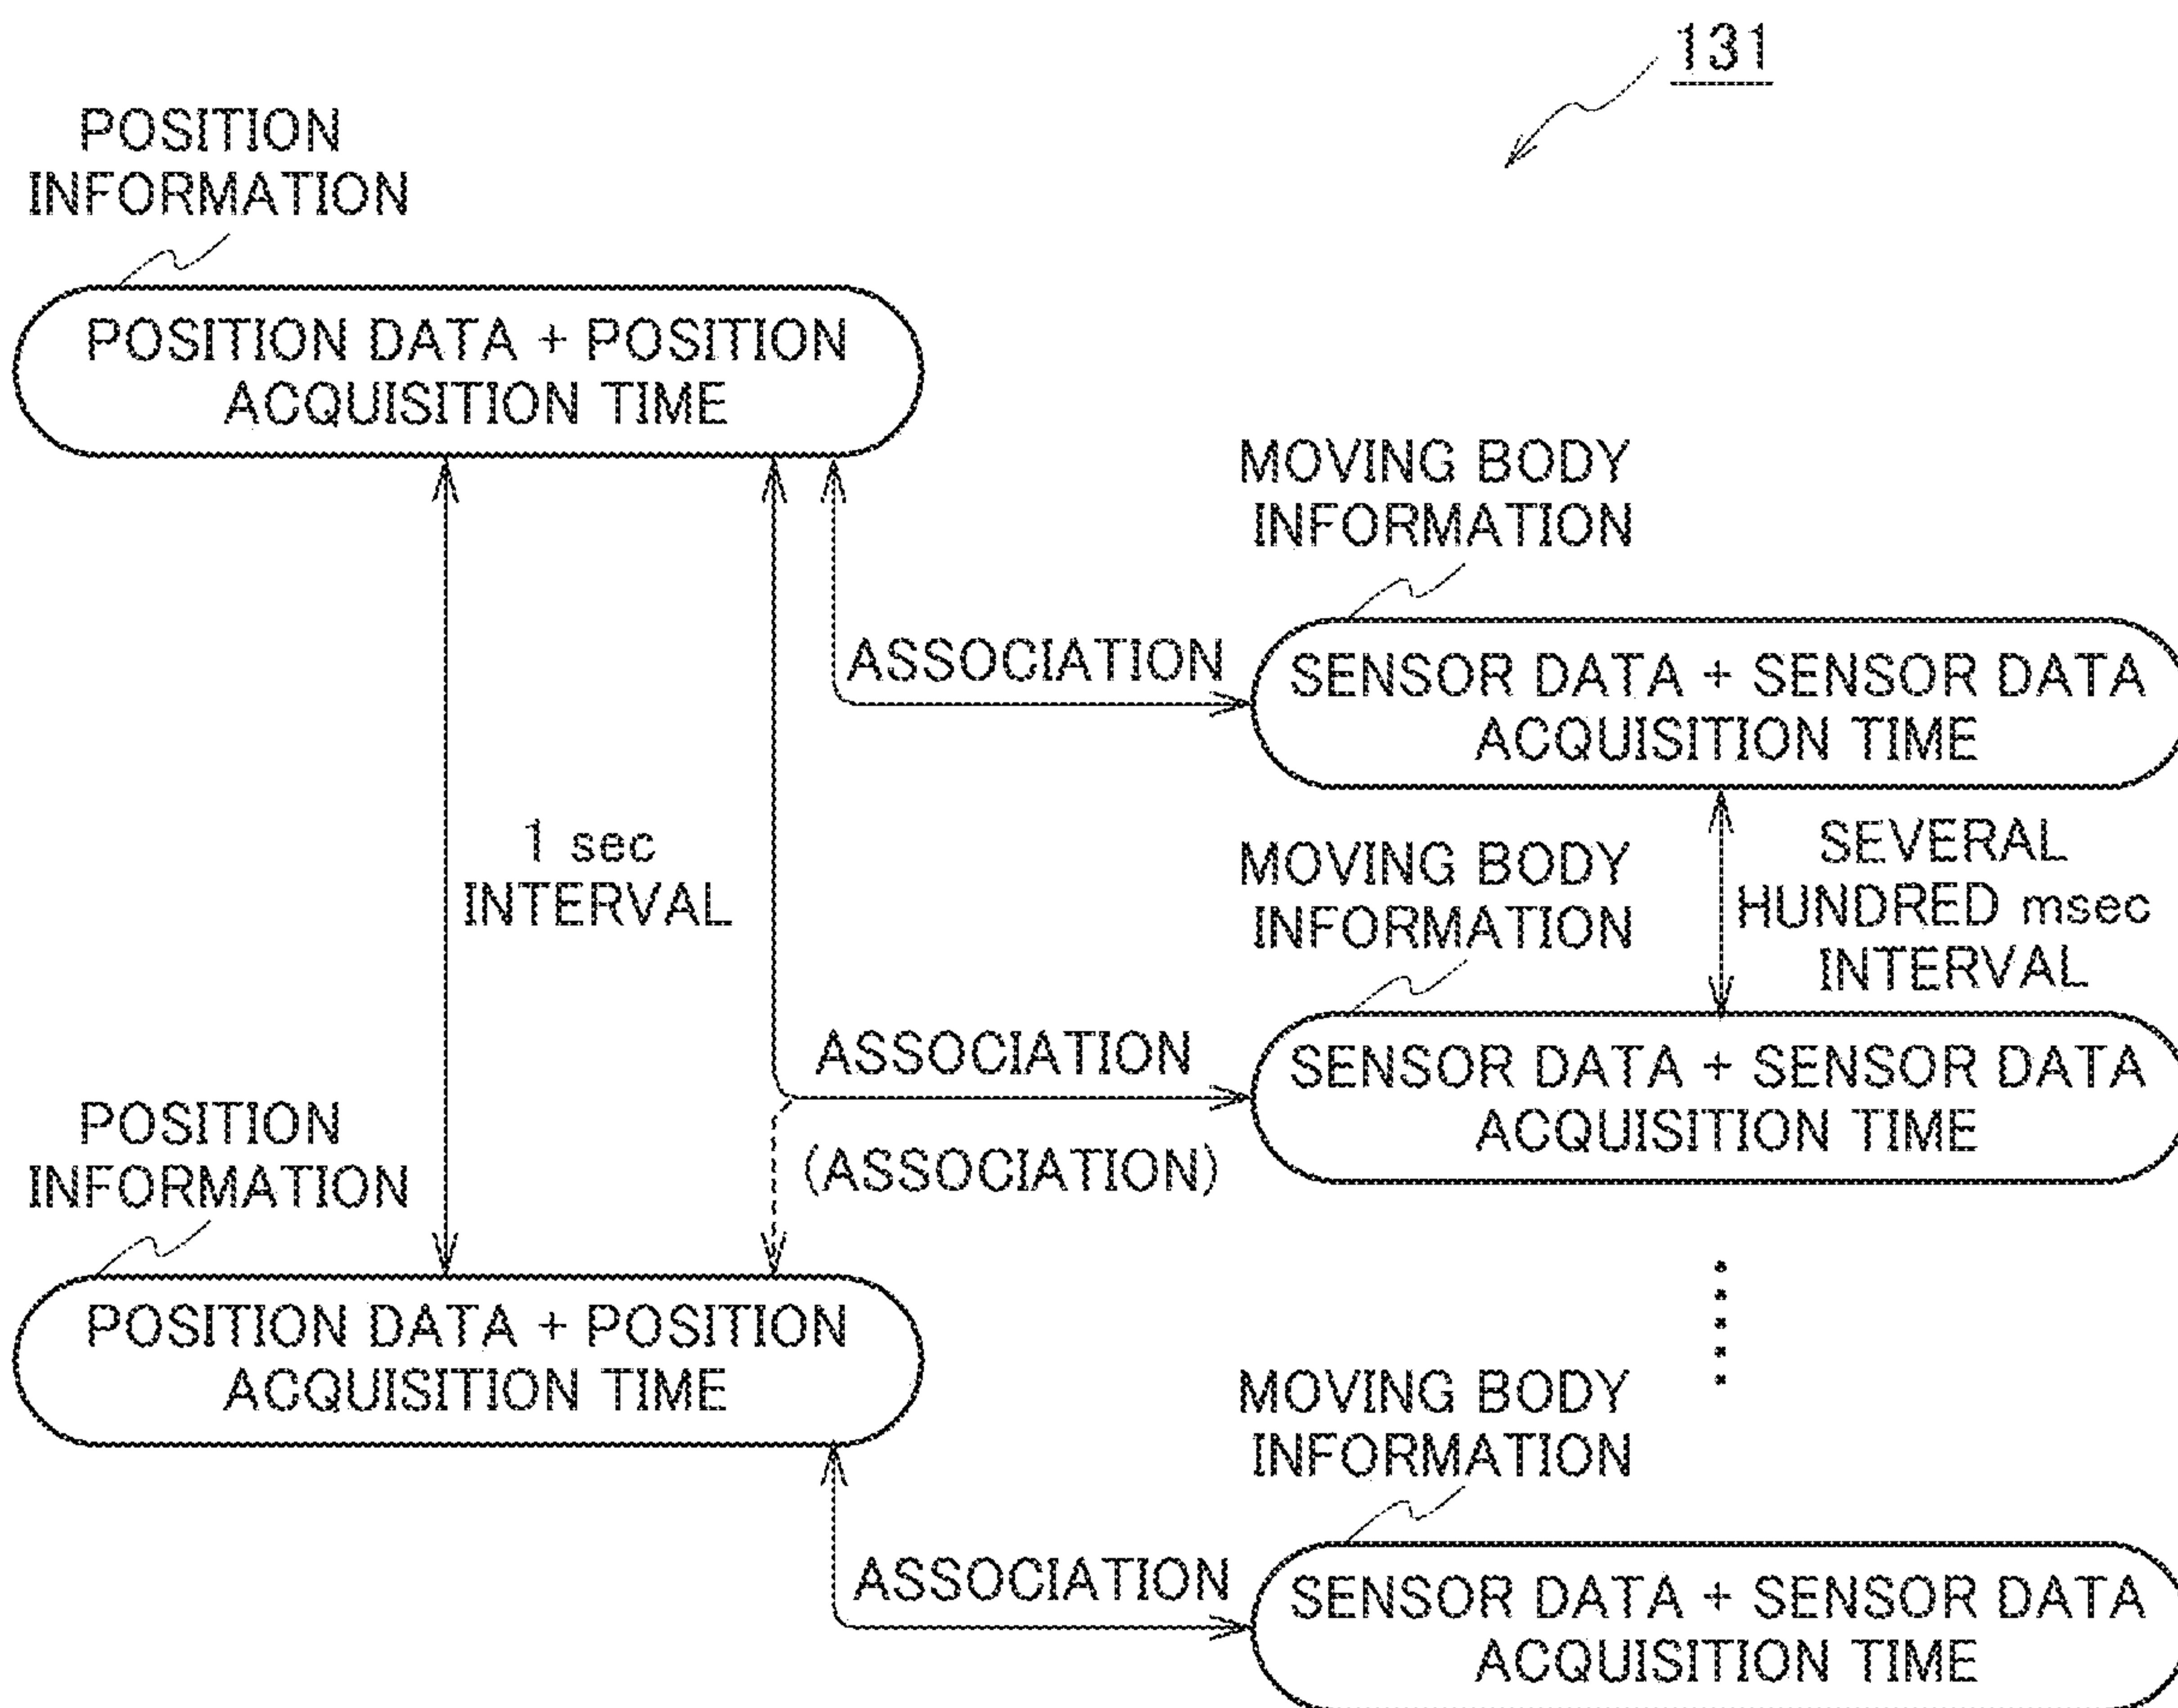 131
POSITION
INFORMATION
POSITION DATA + POSITION
ACQUISITION TIME
MOVING BODY
INFORMATION
ASSOCIATION
SENSOR DATA + SENSOR DATA
ACQUISITION TIME
1 sec
INTERVAL
SEVERAL
HUNDRED msec
INTERVAL
MOVING BODY
INFORMATION
ASSOCIATION
SENSOR DATA + SENSOR DATA
ACQUISITION TIME
(ASSOCIATION)
POSITION
INFORMATION
POSITION DATA + POSITION
ACQUISITION TIME
MOVING BODY
INFORMATION
ASSOCIATION
SENSOR DATA + SENSOR DATA
ACQUISITION TIME